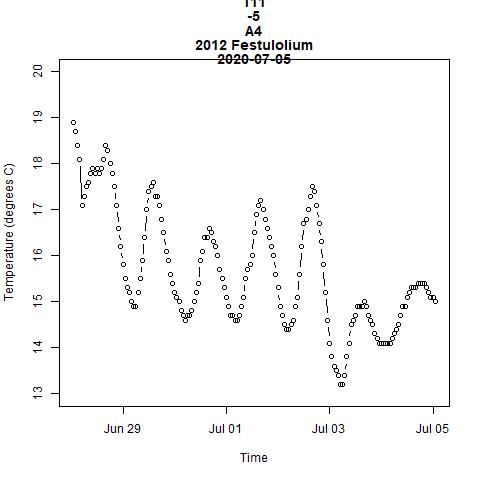 -5
A4
2012 Festulolium
2020-07-05
Temperature (degrees C)
20
19
18
17
16
15
14
13
Jun 29
Jul 01
Jul 03
Jul 05
Time